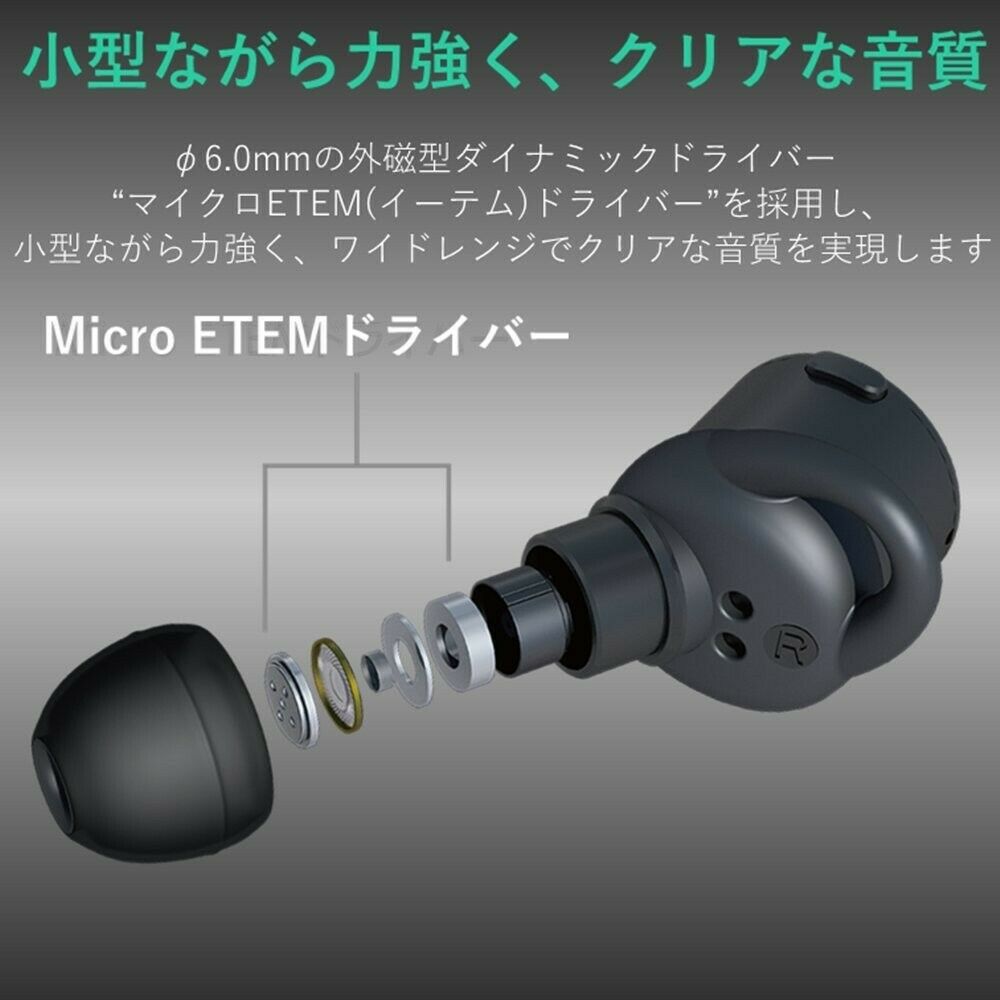 小型ながら力強く、クリアな音質
φ6.0mmの外磁型ダイナミックドライバー
“マイクロETEM(イーテム)ドライバー”を採用し、
小型ながら力強く、ワイドレンジでクリアな音質を実現します
Micro ETEMドライバー
R